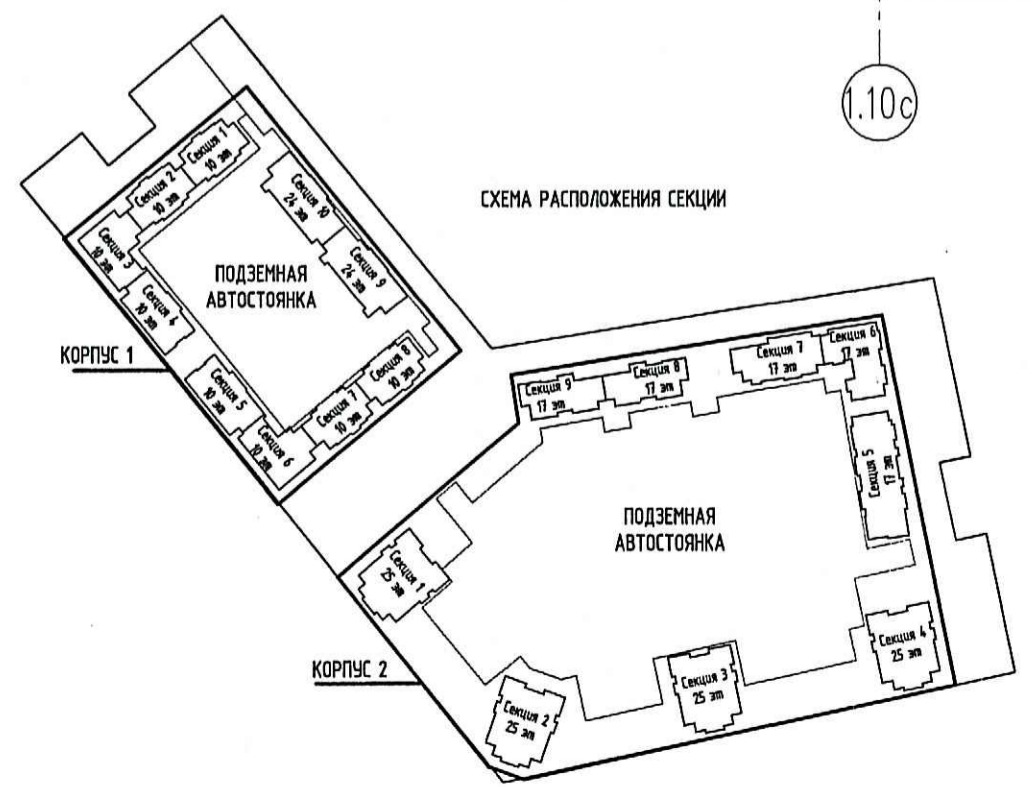 1.10с
СХЕМА РАСПОЛОЖЕНИЯ СЕКЦИИ
Секция 1
10 эт
Секция 2
10 эт
Секция 3
10 эт
Секция 4
10 эт
Секция 5
10 эт
Секция 6
10 эт
Секция 7
10 эт
Секция 8
10 эт
Секция 9
24 эт
Секция 10
24 эт
ПОДЗЕМНАЯ
АВТОСТОЯНКА
КОРПУС 1
Секция 9
17 эт
Секция 8
17 эт
Секция 7
17 эт
Секция 6
17 эт
Секция 5
17 эт
ПОДЗЕМНАЯ
АВТОСТОЯНКА
Секция 1
25 эт
Секция 2
25 эт
Секция 3
25 эт
Секция 4
25 эт
КОРПУС 2